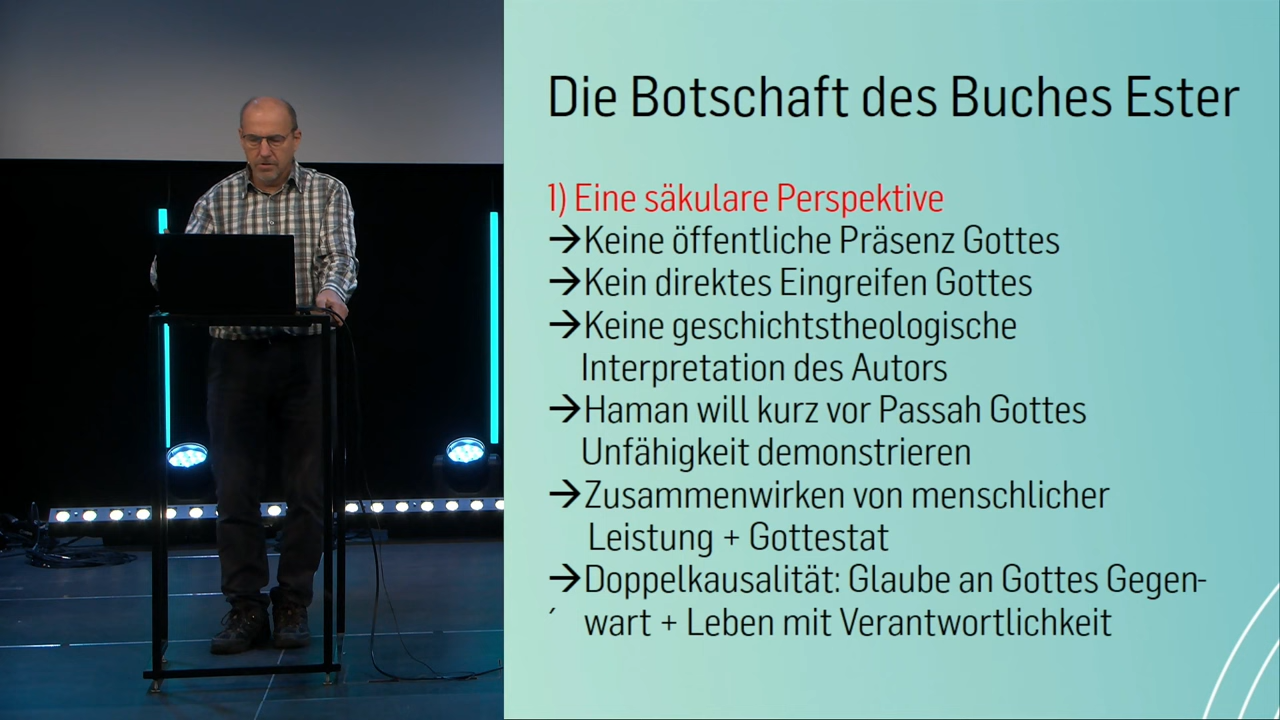 Die Botschaft des Buches Ester
1) Eine säkulare Perspektive
→Keine öffentliche Präsenz Gottes
→Kein direktes Eingreifen Gottes
→Keine geschichtstheologische
Interpretation des Autors
→Haman will kurz vor Passah Gottes
Unfähigkeit demonstrieren
→Zusammenwirken von menschlicher
Leistung + Gottestat
→Doppelkausalität: Glaube an Gottes Gegen-
´ wart + Leben mit Verantwortlichkeit